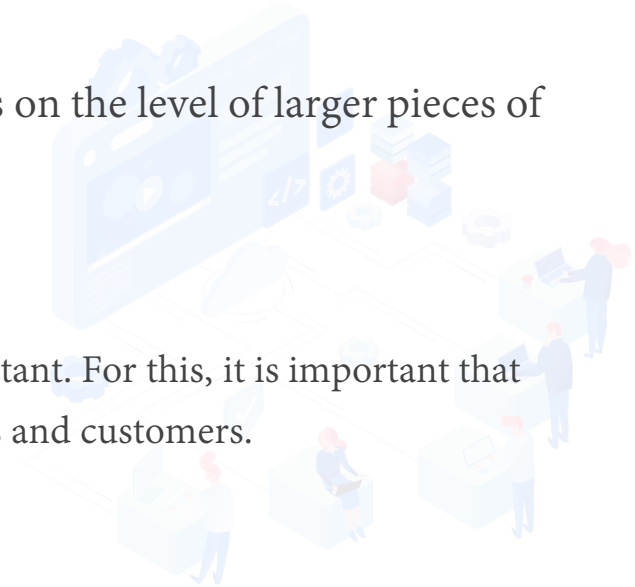 s on the level of larger pieces of
</>
tant. For this, it is important that
s and customers.